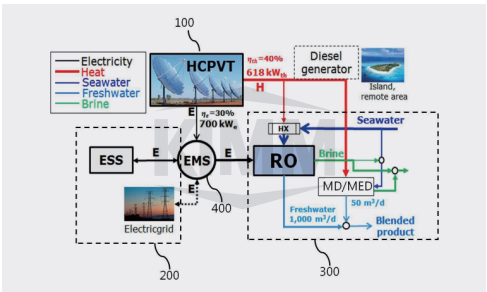 100
Electricity
Heat
Seawater
Freshwater
Brine
HCPVT
ηth=40%
618 kWth
H
Diesel
generator
Island,
remote area
E
ηe=30%
700 kWe
HX
Seawater
ESS
E
EMS
E
RO
Brine
MD/MED
400
E
Electricgrid
Freshwater
1,000 m³/d
50 m³/d
Blended
product
200
300
KIMM